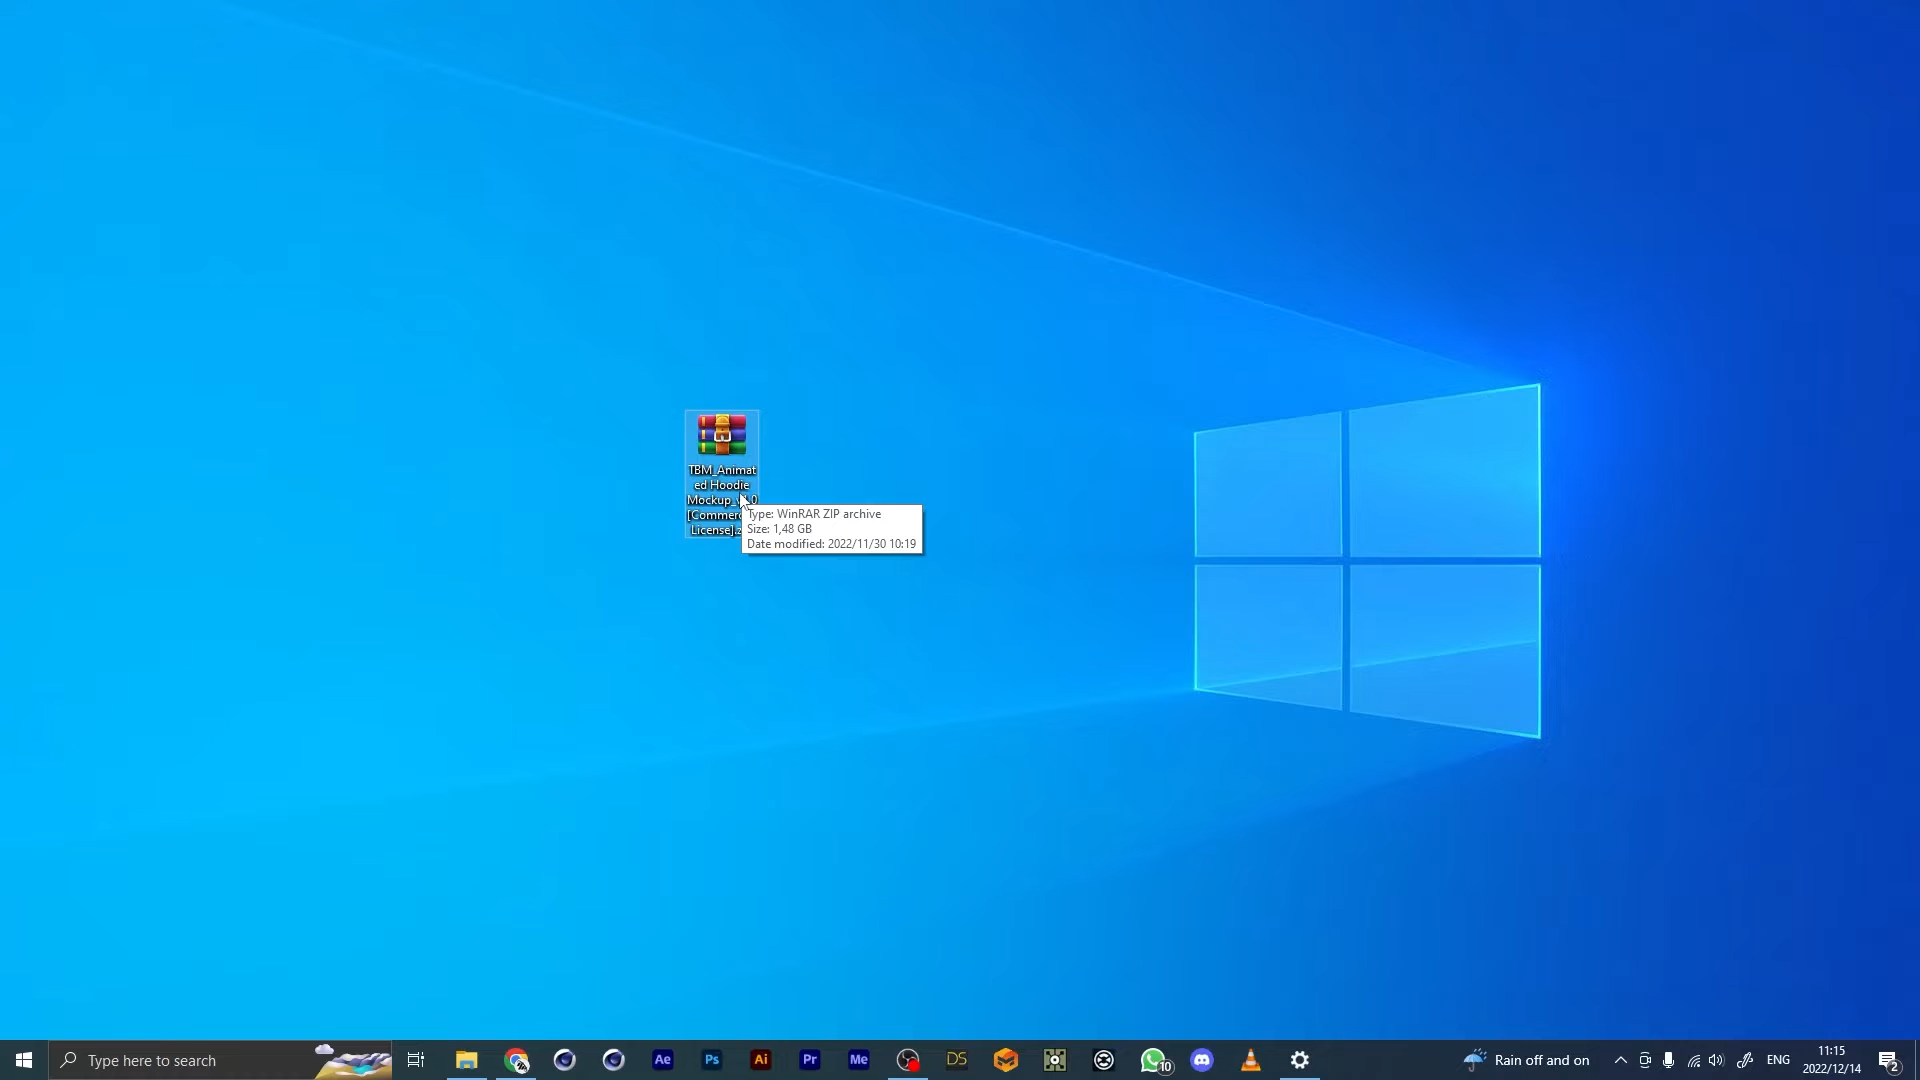 TBM_Animat
ed Hoodie
Mockup_
[Commerc
License].z
Type: WinRAR ZIP archive
Size: 1,48 GB
Date modified: 2022/11/30 10:19
Type here to search
Ae
Ps
Ai
Pr
Me
DS
10
Rain off and on
ENG
11:15
2022/12/14
2